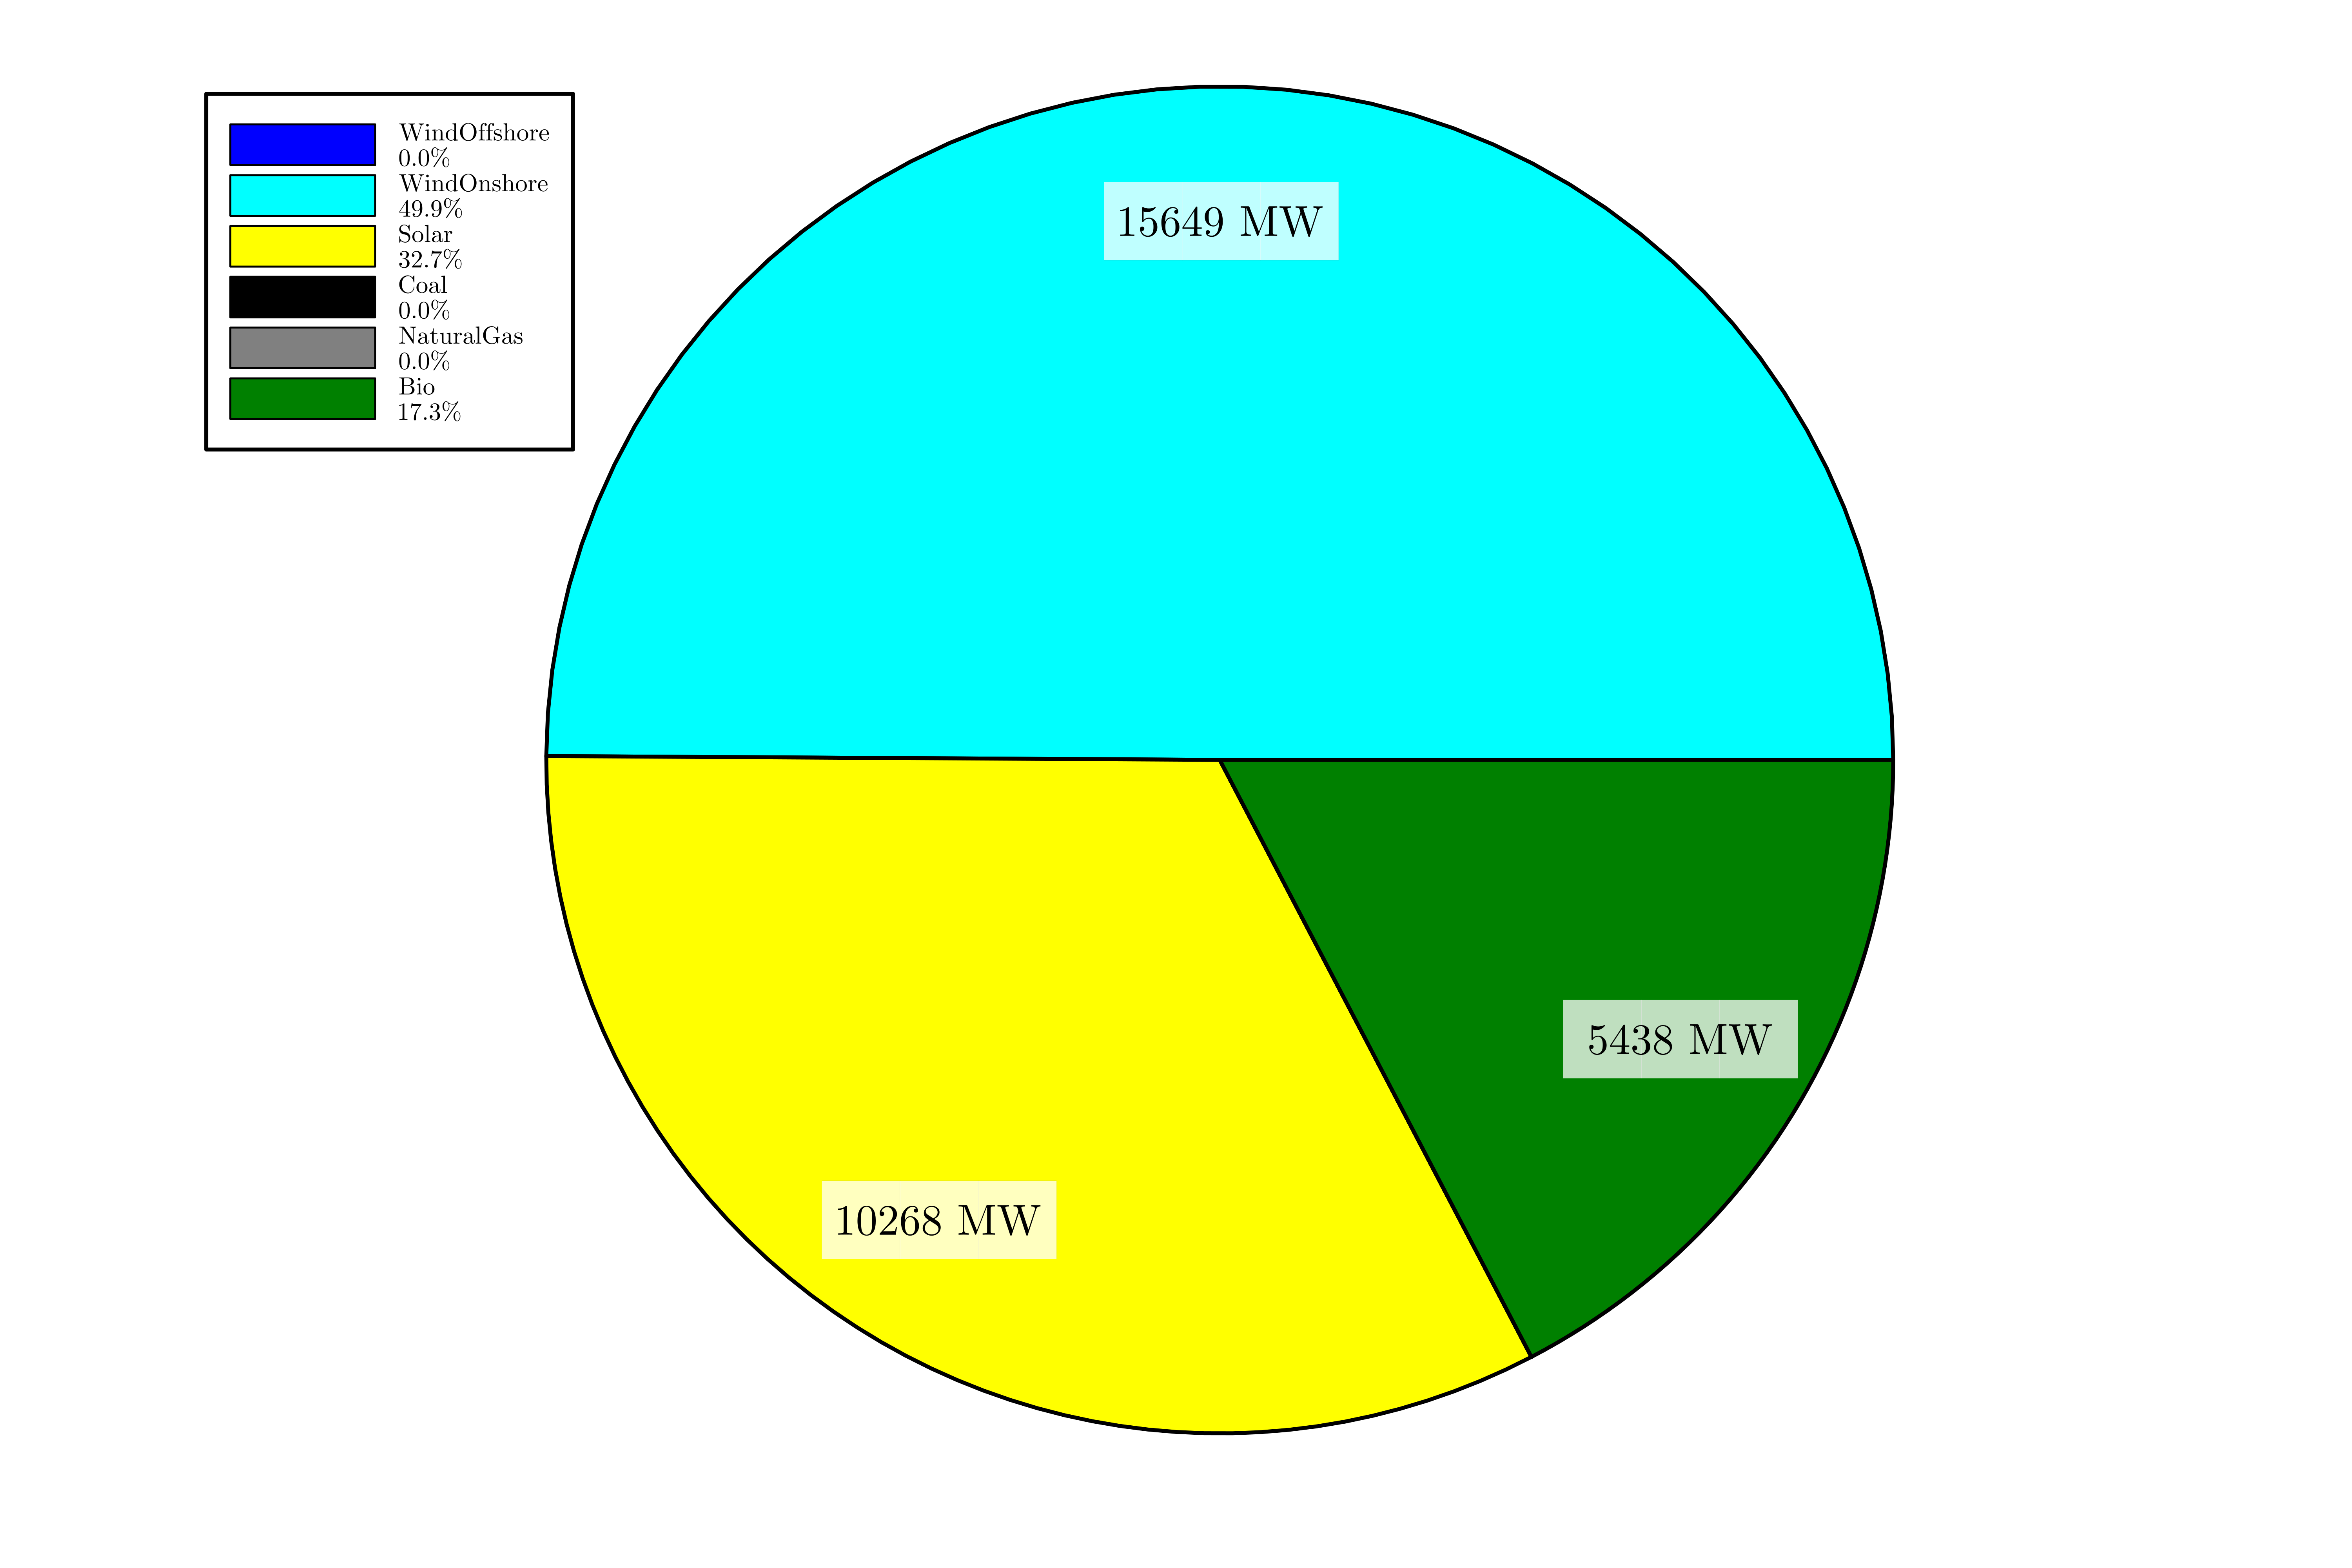 WindOffshore
0.0%
WindOnshore
49.9%
Solar
32.7%
Coal
0.0%
NaturalGas
0.0%
Bio
17.3%
15649 MW
5438 MW
10268 MW